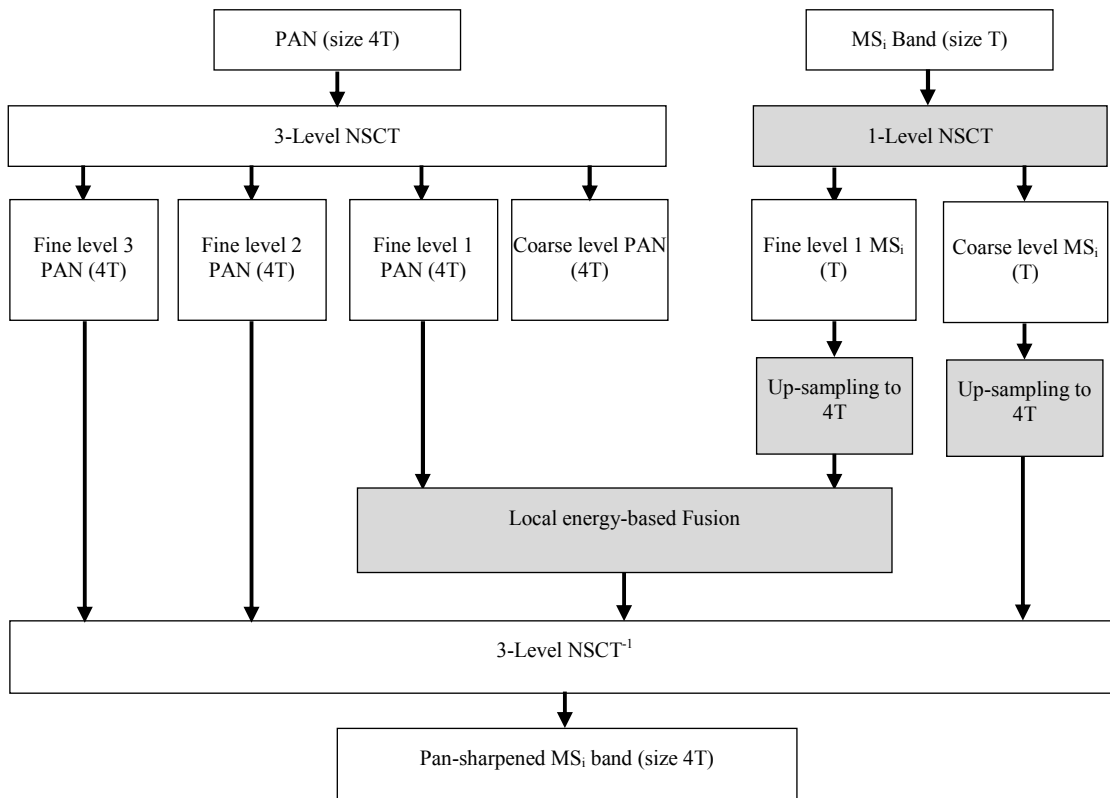 PAN (size 4T)
MSᵢ Band (size T)
3-Level NSCT
1-Level NSCT
Fine level 3
PAN (4T)
Fine level 2
PAN (4T)
Fine level 1
PAN (4T)
Coarse level PAN
(4T)
Fine level 1 MSᵢ
(T)
Coarse level MSᵢ
(T)
Up-sampling to
4T
Up-sampling to
4T
Local energy-based Fusion
3-Level NSCT⁻¹
Pan-sharpened MSᵢ band (size 4T)